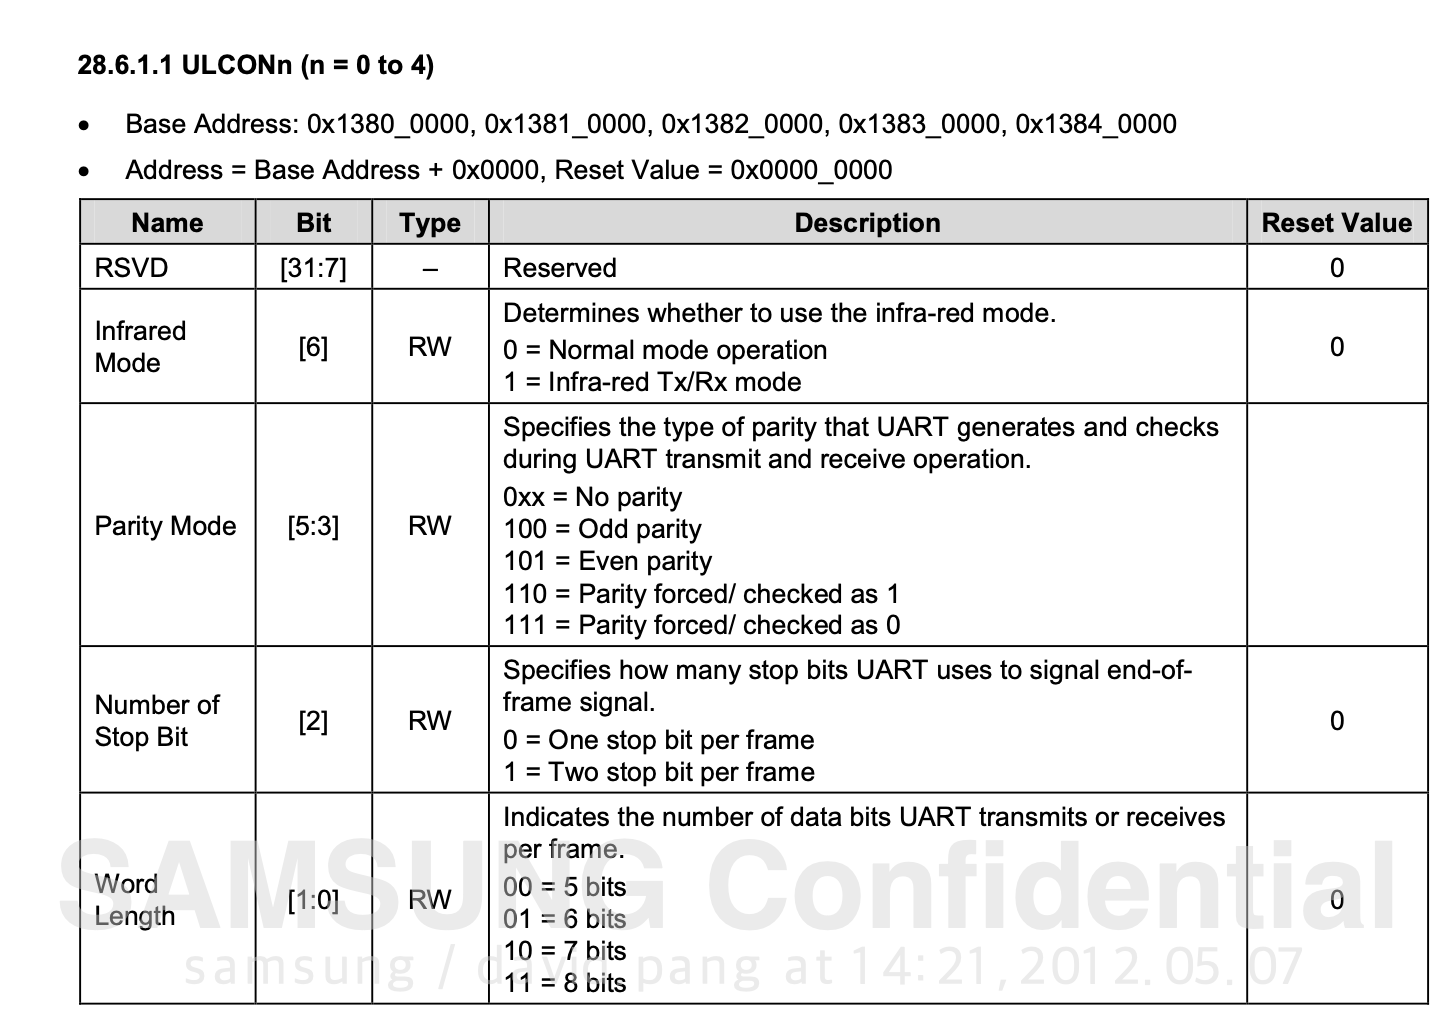 28.6.1.1 ULCONn (n = 0 to 4)
• Base Address: 0x1380_0000, 0x1381_0000, 0x1382_0000, 0x1383_0000, 0x1384_0000
• Address = Base Address + 0x0000, Reset Value = 0x0000_0000
Name Bit Type Description Reset Value
RSVD [31:7] – Reserved 0
Infrared
Mode
[6]
RW
Determines whether to use the infra-red mode.
0 = Normal mode operation
1 = Infra-red Tx/Rx mode
0
Parity Mode
[5:3]
RW
Specifies the type of parity that UART generates and checks
during UART transmit and receive operation.
0xx = No parity
100 = Odd parity
101 = Even parity
110 = Parity forced/ checked as 1
111 = Parity forced/ checked as 0
Number of
Stop Bit
[2]
RW
Specifies how many stop bits UART uses to signal end-of-
frame signal.
0 = One stop bit per frame
1 = Two stop bit per frame
0
Word
Length
[1:0]
RW
Indicates the number of data bits UART transmits or receives
per frame.
00 = 5 bits
01 = 6 bits
10 = 7 bits
11 = 8 bits
0
SAMSUNG Confidential
samsung / david pang at 14:21, 2012.05.07